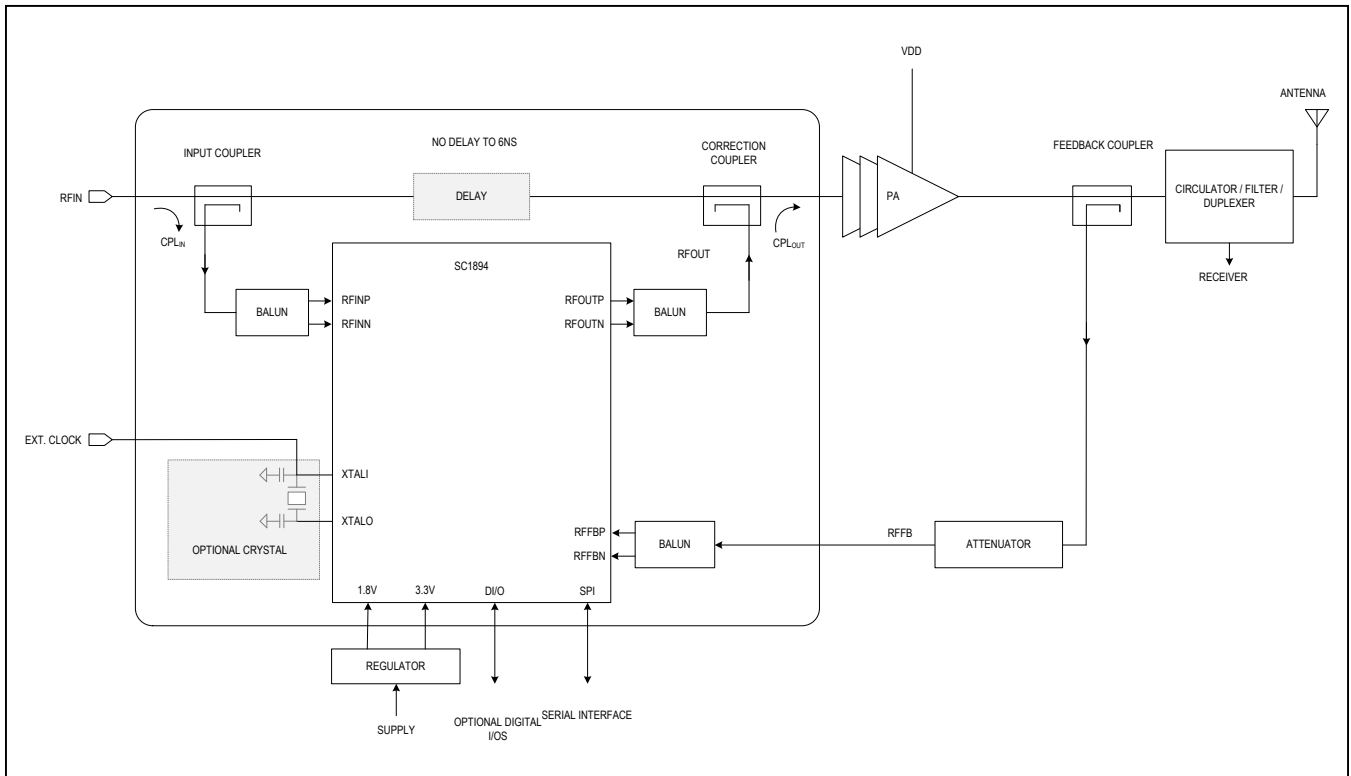 VDD
ANTENNA
NO DELAY TO 6NS
INPUT COUPLER
CORRECTION
COUPLER
FEEDBACK COUPLER
RFIN
DELAY
PA
CIRCULATOR / FILTER /
DUPLEXER
CPLIN
CPLOUT
RFOUT
RECEIVER
SC1894
BALUN
RFINP
RFINN
RFOUTP
RFOUTN
BALUN
EXT. CLOCK
XTALI
XTALO
OPTIONAL CRYSTAL
RFFBP
RFFBN
BALUN
RFFB
ATTENUATOR
1.8V
3.3V
DI/O
SPI
REGULATOR
SUPPLY
OPTIONAL DIGITAL
I/OS
SERIAL INTERFACE